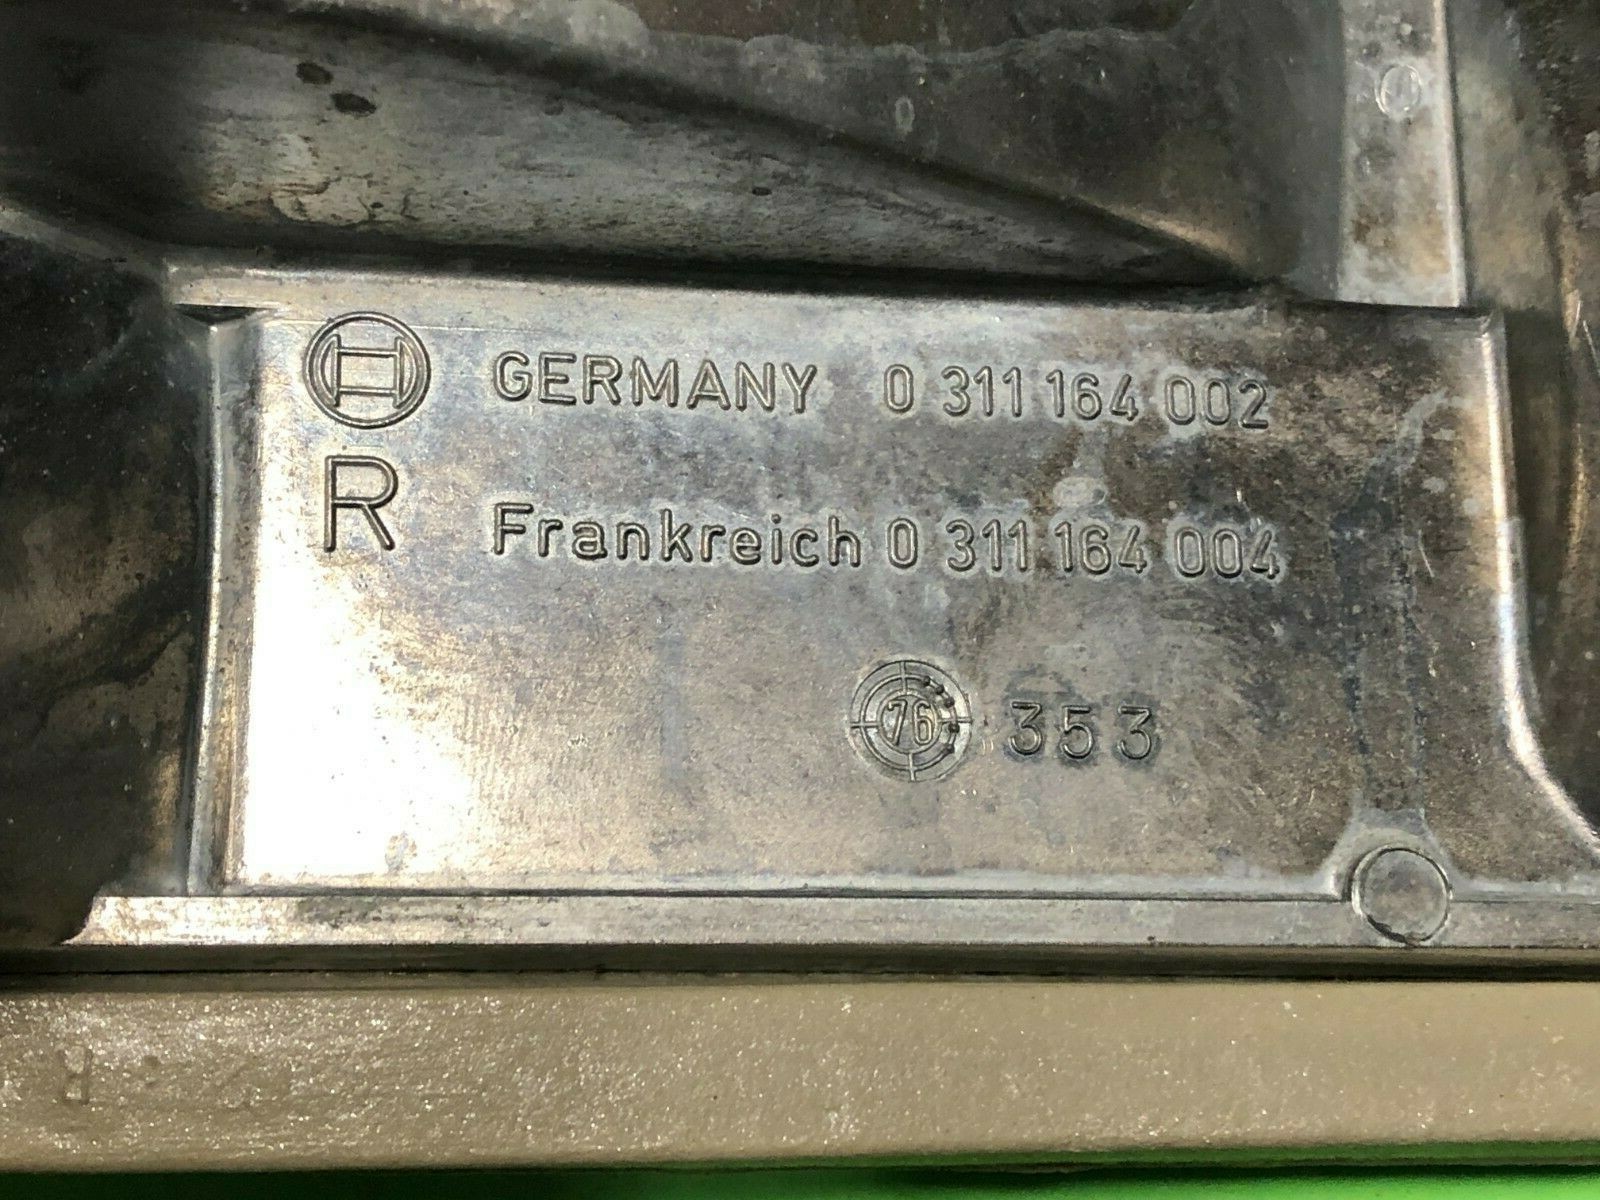 GERMANY 0 311 164 002
R
Frankreich 0 311 164 004
76 353
R